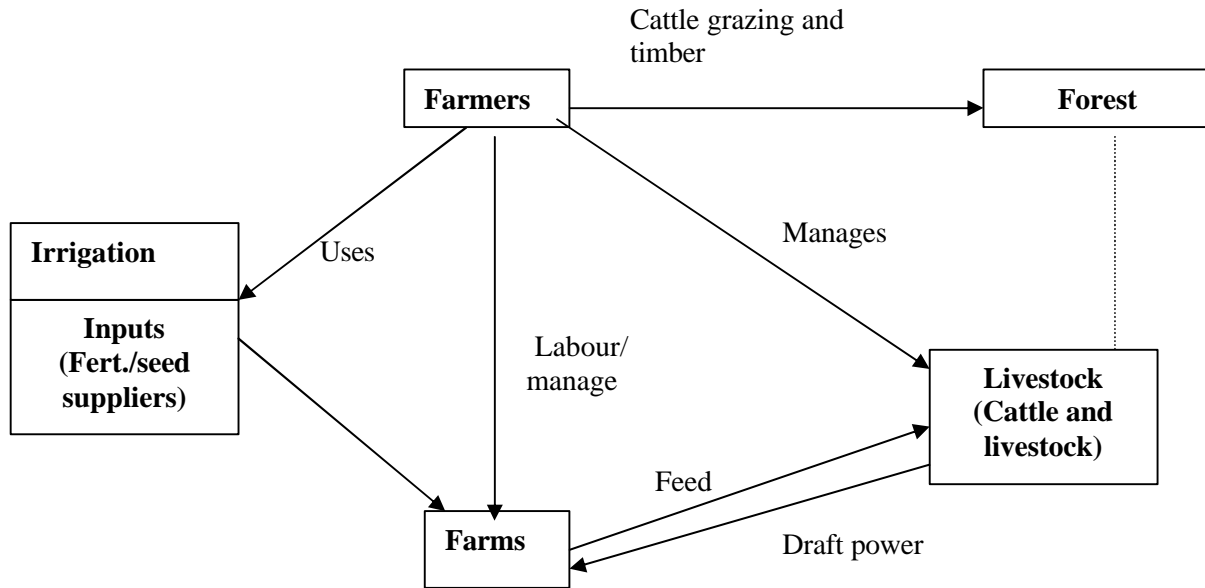 Cattle grazing and
timber
Farmers
Forest
Irrigation
Uses
Manages
Inputs
(Fert./seed
suppliers)
Labour/
manage
Livestock
(Cattle and
livestock)
Feed
Farms
Draft power